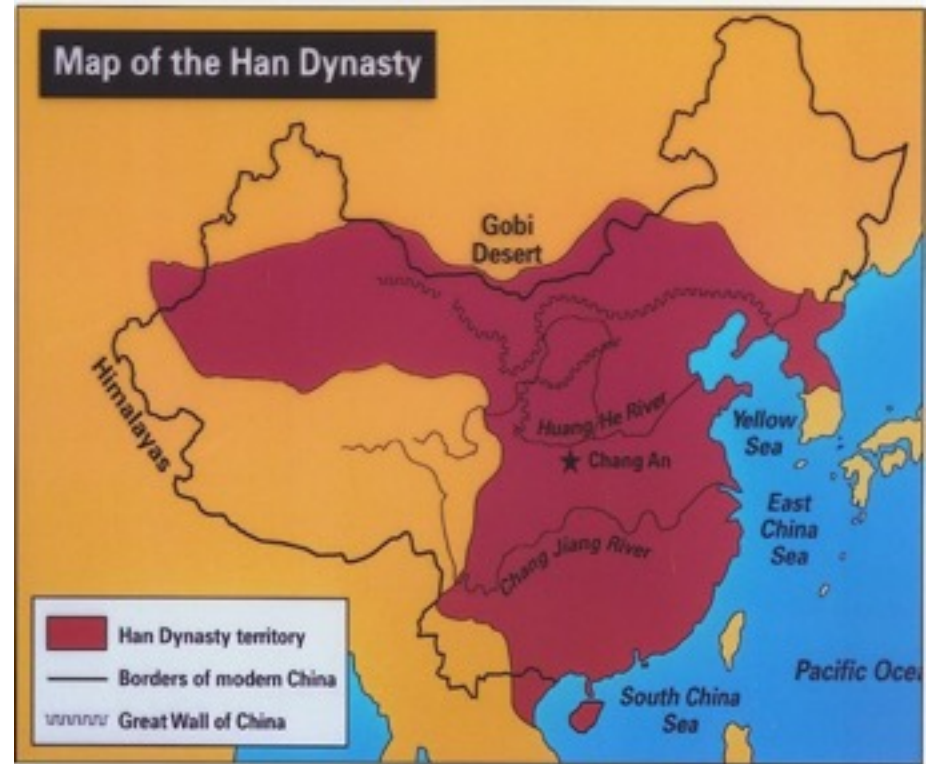 Map of the Han Dynasty
Gobi
Desert
Himalayas
Huang He River
Chang An
Yellow
Sea
East
China
Sea
Chang Jiang River
Han Dynasty territory
Borders of modern China
Great Wall of China
South China
Sea
Pacific Ocea